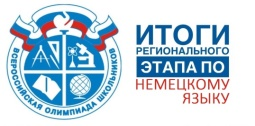 ВСЕРОССИЙСКАЯ ОЛИМПИАДА ШКОЛЬНИКОВ
ИТОГИ
РЕГИОНАЛЬНОГО
ЭТАПА ПО
НЕМЕЦКОМУ
ЯЗЫКУ